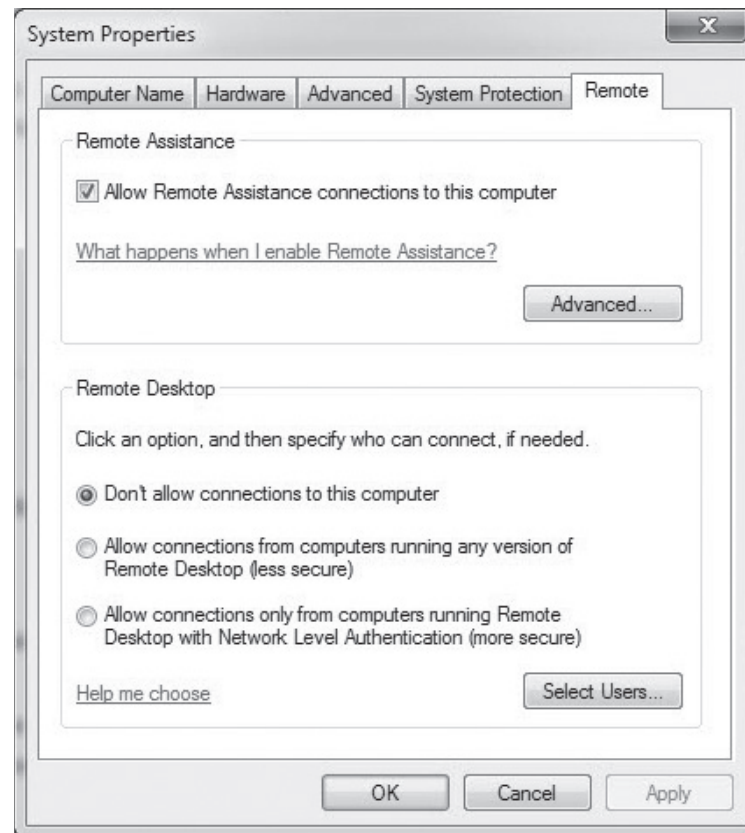 System Properties
Computer Name
Hardware
Advanced
System Protection
Remote
Remote Assistance
Allow Remote Assistance connections to this computer
What happens when I enable Remote Assistance?
Advanced...
Remote Desktop
Click an option, and then specify who can connect, if needed.
Don't allow connections to this computer
Allow connections from computers running any version of
Remote Desktop (less secure)
Allow connections only from computers running Remote
Desktop with Network Level Authentication (more secure)
Help me choose
Select Users...
OK
Cancel
Apply